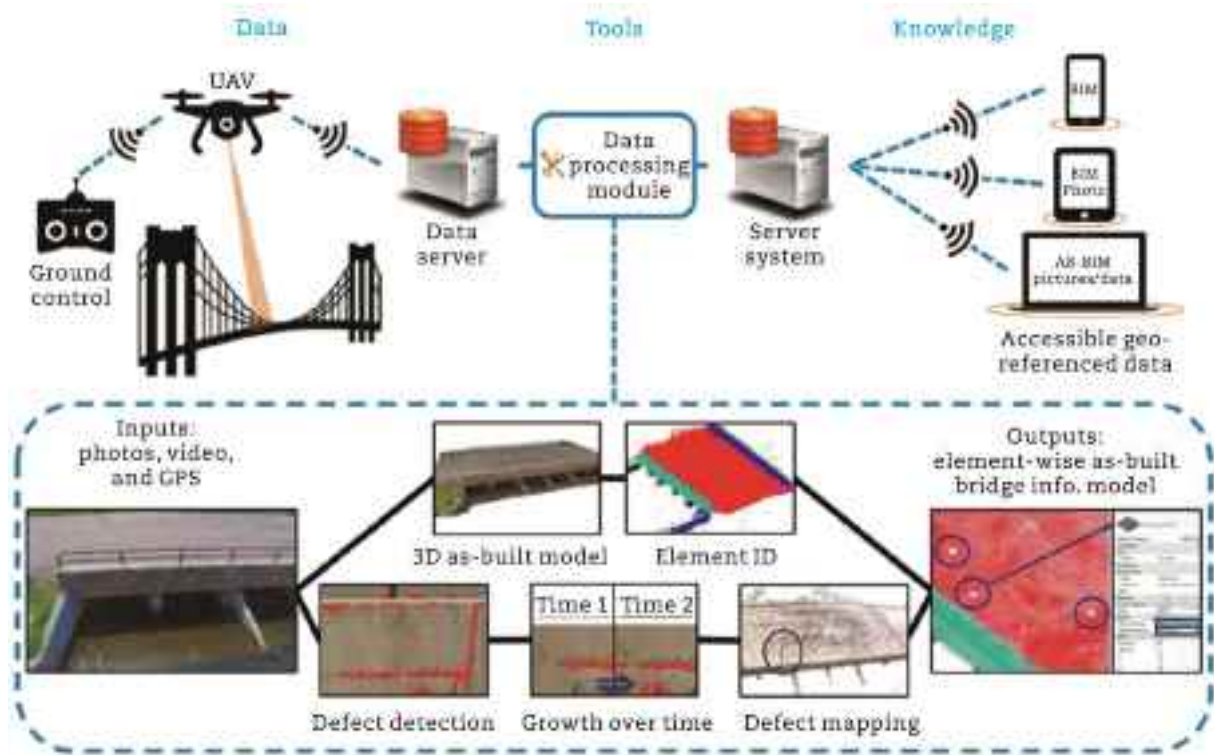 Data
Tools
Knowledge
UAV
Ground
control
Data
server
Data
processing
module
Server
system
BIM
BIM
Photo
AB-BIM
pictures/data
Accessible geo-
referenced data
Inputs:
photos, video,
and GPS
3D as-built model
Element ID
Outputs:
element-wise as-built
bridge info. model
Defect detection
Time 1
Time 2
Growth over time
Defect mapping